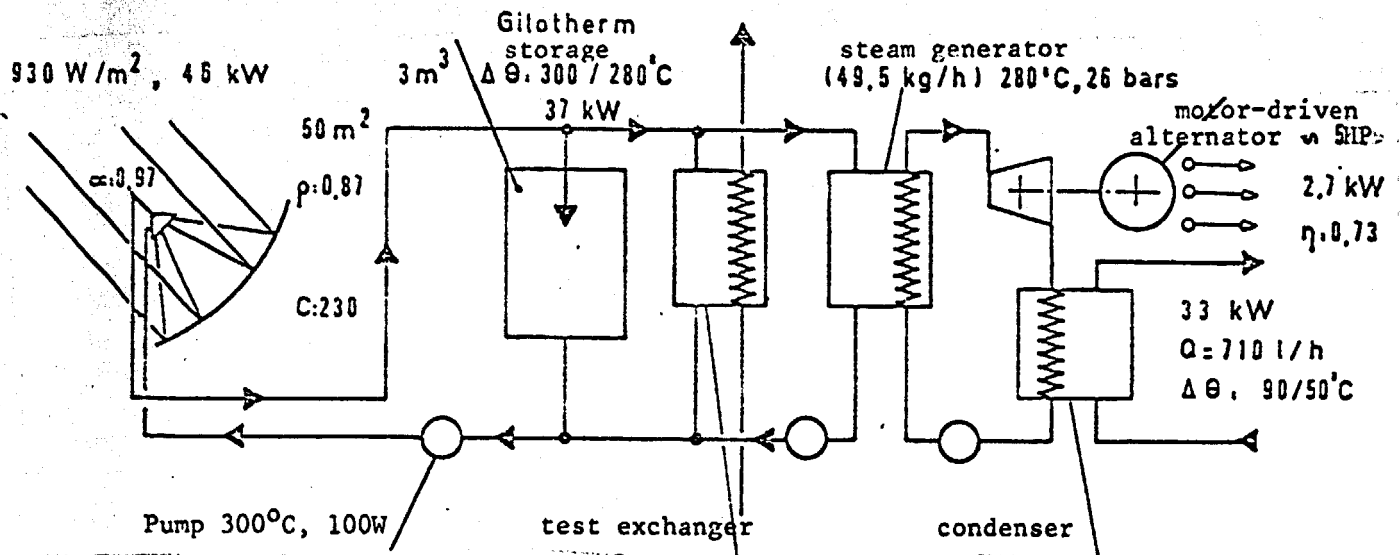 930 W/m², 46 kW
Gilotherm
storage
3 m³ Δθ. 300 / 280°C
37 kW
steam generator
(49,5 kg/h) 280°C, 26 bars
motor-driven
alternator ∾ 5HP
2,7 kW
η:0,73
50 m²
α:0,97
ρ:0,87
C:230
33 kW
Q=710 l/h
Δθ. 90/50°C
Pump 300°C, 100W
test exchanger
condenser